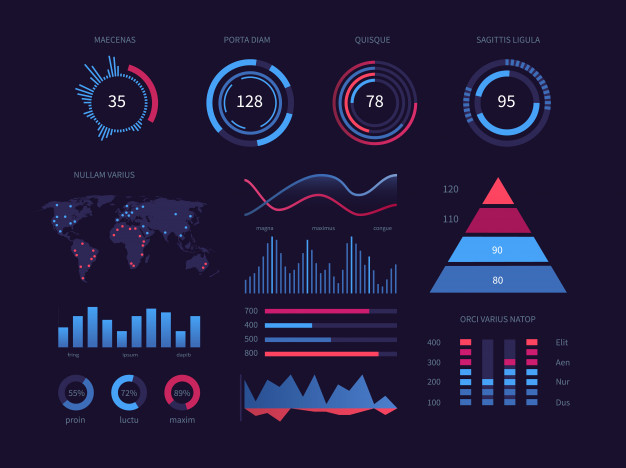 MAECENAS
PORTA DIAM
QUISQUE
SAGITTIS LIGULA
35
128
78
95
NULLAM VARIUS
magna
maximus
congue
120
110
90
80
fring
ipsum
dapib
700
400
500
800
ORCI VARIUS NATOP
400
300
200
100
Elit
Aen
Nur
Dus
55%
72%
89%
proin
luctu
maxim